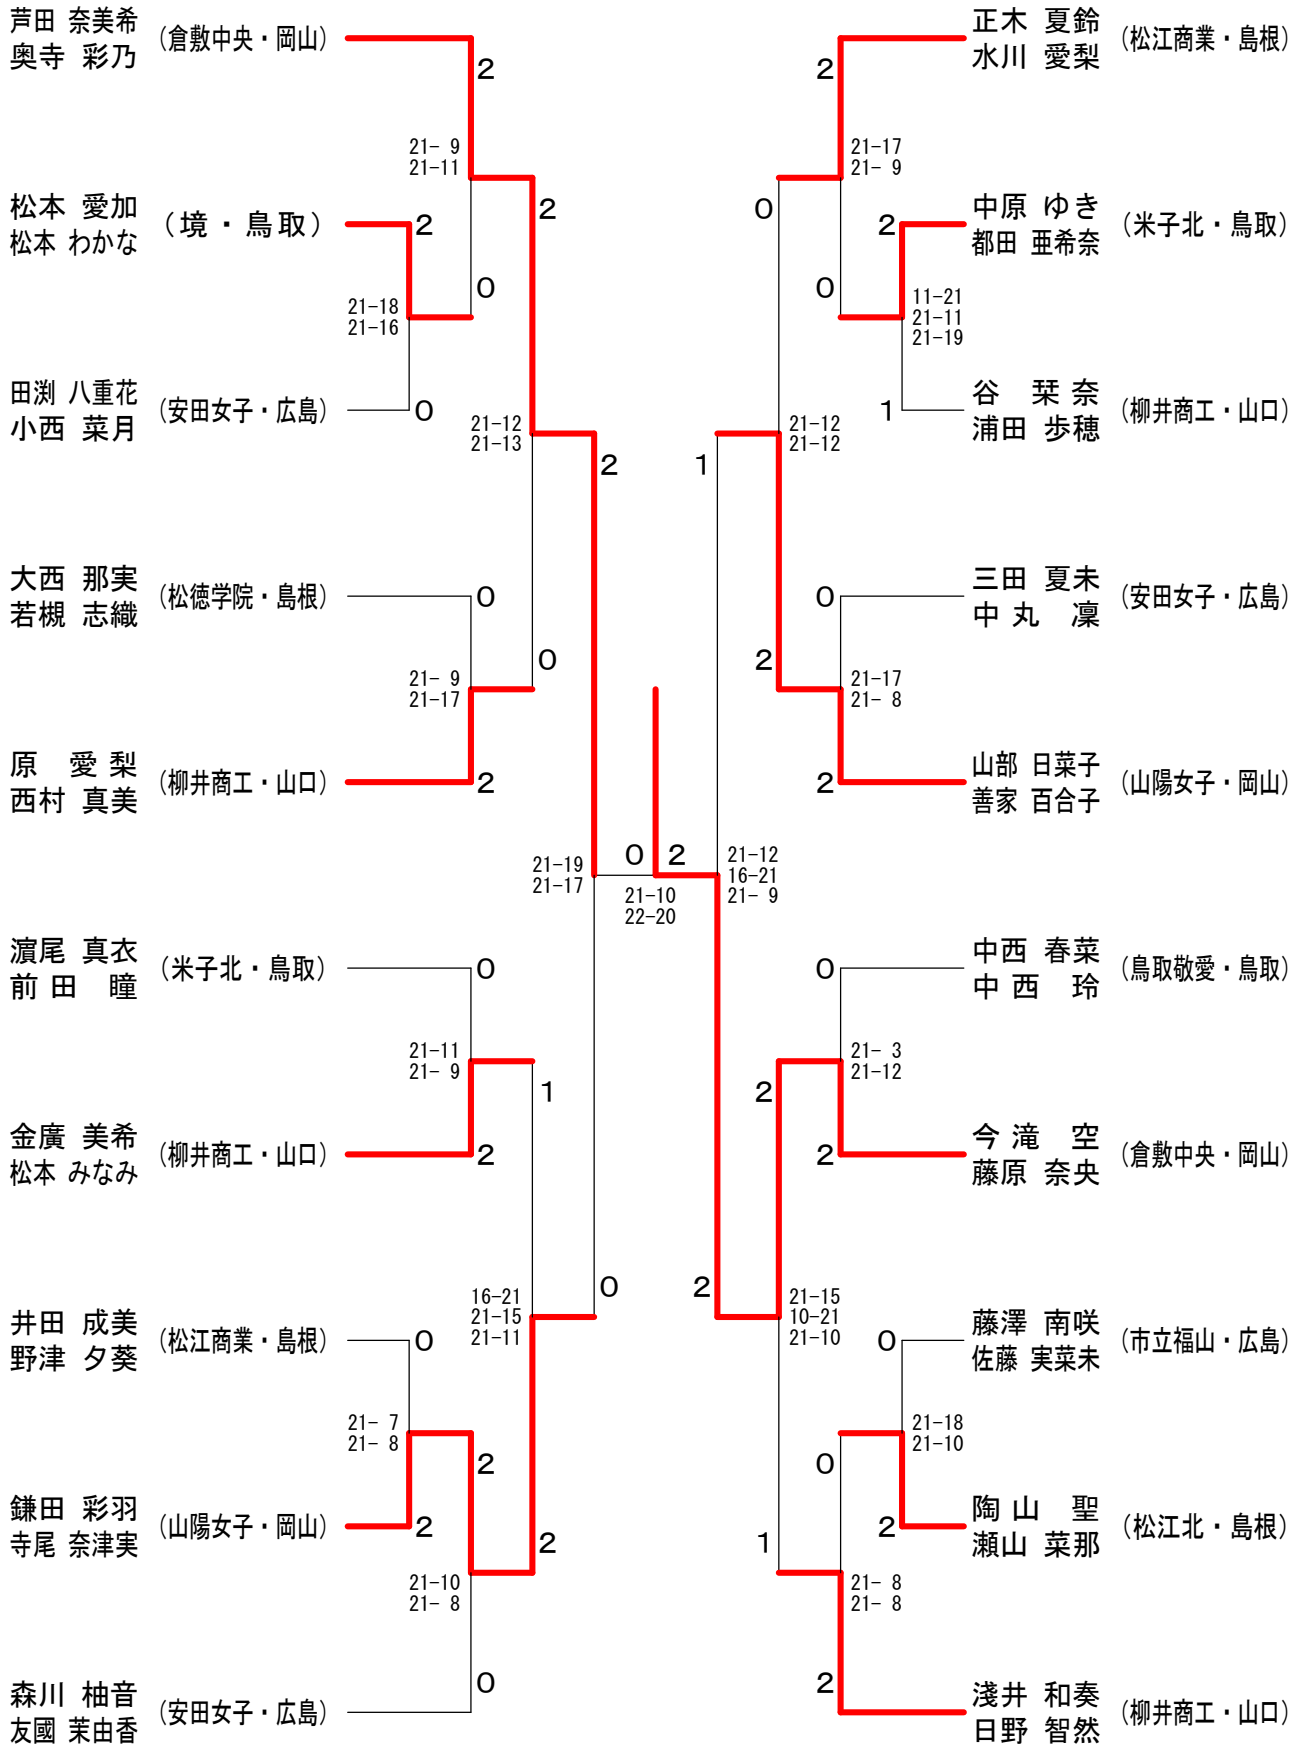 芦田 奈美希
奥寺 彩乃
(倉敷中央・岡山)
2
21- 9
21-11
松本 愛加
松本 わかな
(境・鳥取)
2
2
0
21-18
21-16
田渕 八重花
小西 菜月
(安田女子・広島)
0
21-12
21-13
2
大西 那実
若槻 志織
(松徳学院・島根)
0
0
21- 9
21-17
原 愛梨
西村 真美
(柳井商工・山口)
2
21-19
21-17
0
2
21-10
22-20
濵尾 真衣
前田 瞳
(米子北・鳥取)
0
21-11
21- 9
1
金廣 美希
松本 みなみ
(柳井商工・山口)
2
16-21
21-15
21-11
0
井田 成美
野津 夕葵
(松江商業・島根)
0
21- 7
21- 8
2
鎌田 彩羽
寺尾 奈津実
(山陽女子・岡山)
2
2
21-10
21- 8
森川 柚音
友國 茉由香
(安田女子・広島)
0
正木 夏鈴
水川 愛梨
(松江商業・島根)
2
21-17
21- 9
0
中原 ゆき
都田 亜希奈
(米子北・鳥取)
2
0
11-21
21-11
21-19
谷 栞奈
浦田 歩穂
(柳井商工・山口)
1
21-12
21-12
1
三田 夏未
中丸 凜
(安田女子・広島)
0
2
21-17
21- 8
山部 日菜子
善家 百合子
(山陽女子・岡山)
2
21-12
16-21
21- 9
中西 春菜
中西 玲
(鳥取敬愛・鳥取)
0
21- 3
21-12
2
今滝 空
藤原 奈央
(倉敷中央・岡山)
2
2
21-15
10-21
21-10
藤澤 南咲
佐藤 実菜未
(市立福山・広島)
0
21-18
21-10
0
陶山 聖
瀬山 菜那
(松江北・島根)
2
1
21- 8
21- 8
淺井 和奏
日野 智然
(柳井商工・山口)
2